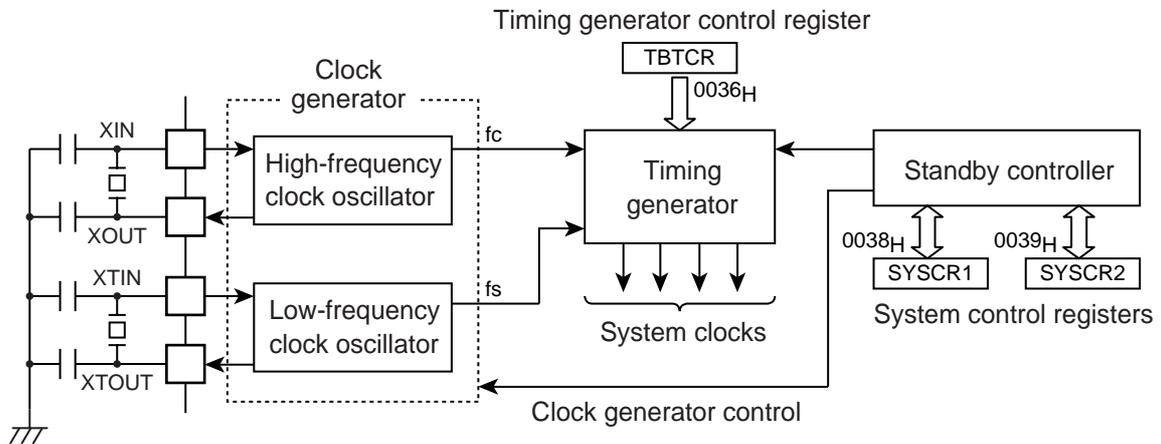 Timing generator control register
TBTCR
0036H
Clock
generator
XIN
XOUT
XTIN
XTOUT
High-frequency
clock oscillator
Low-frequency
clock oscillator
fc
fs
Timing
generator
System clocks
Standby controller
0038H
0039H
SYSCR1
SYSCR2
System control registers
Clock generator control